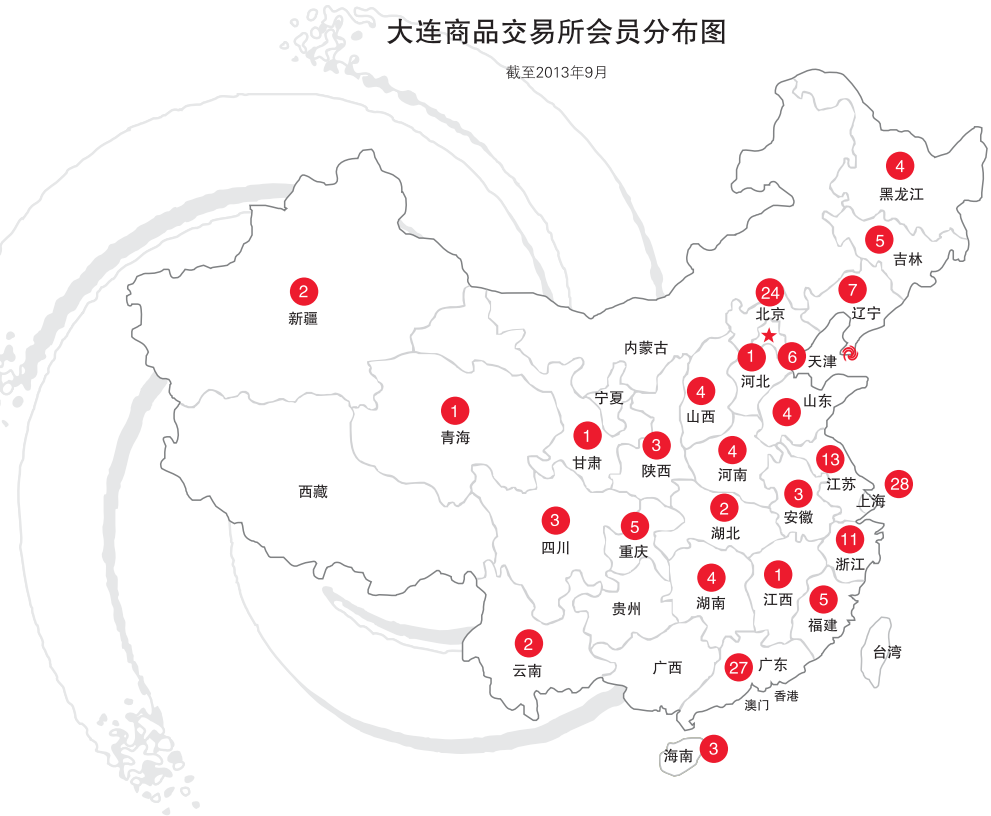 大连商品交易所会员分布图
截至2013年9月
4
黑龙江
5
吉林
2
新疆
24
北京
7
辽宁
内蒙古
1
河北
6
天津
宁夏
4
山西
4
山东
1
青海
1
甘肃
3
陕西
4
河南
13
江苏
28
上海
西藏
3
安徽
3
四川
5
重庆
2
湖北
11
浙江
4
湖南
1
江西
5
福建
贵州
2
云南
广西
27
广东
台湾
澳门
香港
海南
3